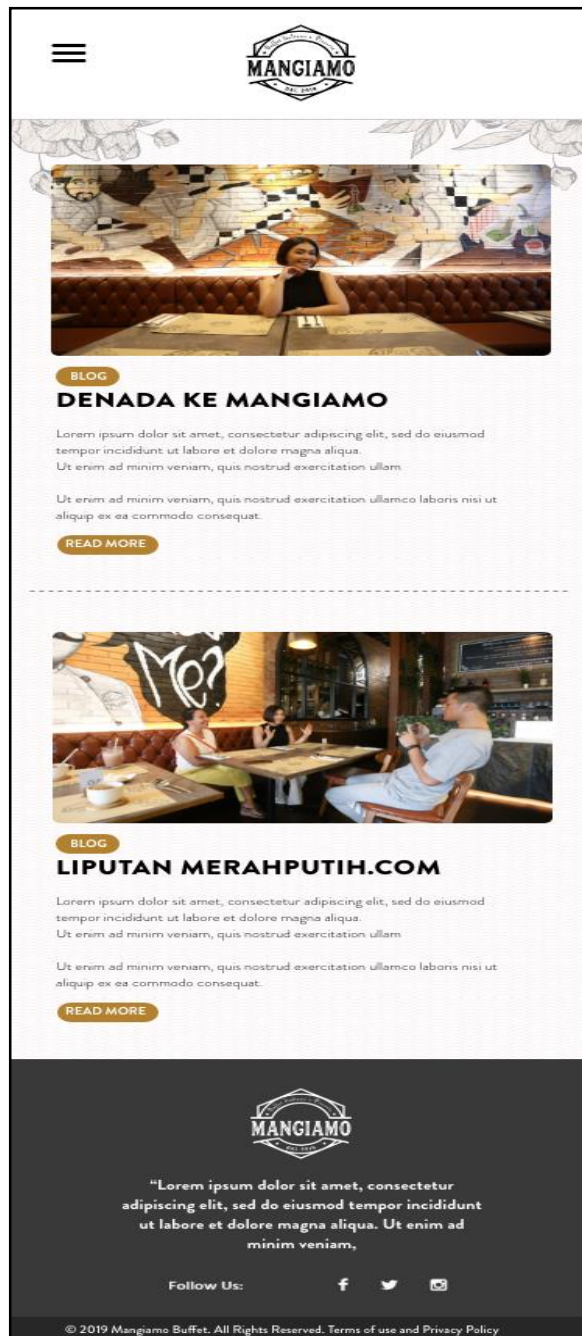 MANGIAMO
BLOG
DENADA KE MANGIAMO
Lorem ipsum dolor sit amet, consectetur adipiscing elit, sed do eiusmod
tempor incididunt ut labore et dolore magna aliqua.
Ut enim ad minim veniam, quis nostrud exercitation ullam
Ut enim ad minim veniam, quis nostrud exercitation ullamco laboris nisi ut
aliquip ex ea commodo consequat.
READ MORE
Me?
BLOG
LIPUTAN MERAHPUTIH.COM
Lorem ipsum dolor sit amet, consectetur adipiscing elit, sed do eiusmod
tempor incididunt ut labore et dolore magna aliqua.
Ut enim ad minim veniam, quis nostrud exercitation ullam
Ut enim ad minim veniam, quis nostrud exercitation ullamco laboris nisi ut
aliquip ex ea commodo consequat.
READ MORE
MANGIAMO
“Lorem ipsum dolor sit amet, consectetur
adipiscing elit, sed do eiusmod tempor incididunt
ut labore et dolore magna aliqua. Ut enim ad
minim veniam,
Follow Us:
© 2019 Mangiamo Buffet. All Rights Reserved. Terms of use and Privacy Policy